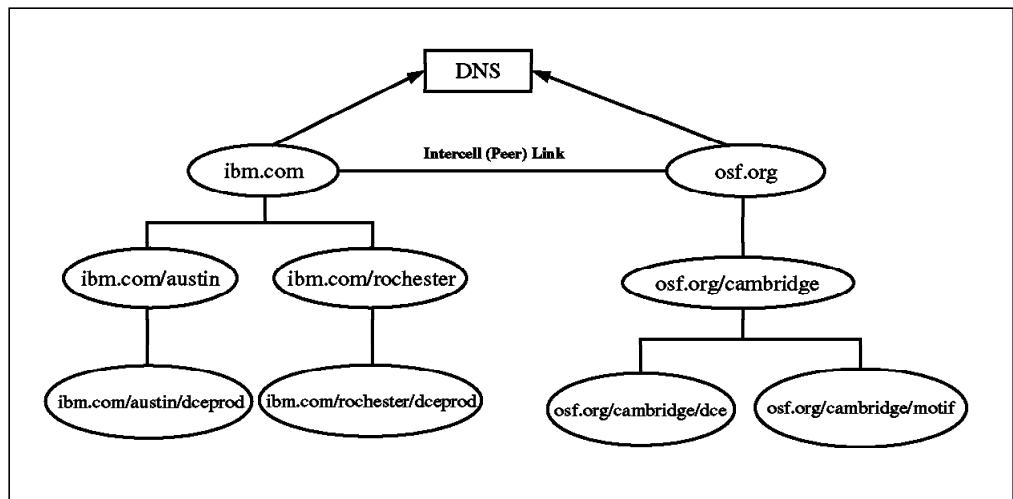 DNS
Intercell (Peer) Link
ibm.com
osf.org
ibm.com/austin
ibm.com/rochester
osf.org/cambridge
ibm.com/austin/dceprod
ibm.com/rochester/dceprod
osf.org/cambridge/dce
osf.org/cambridge/motif